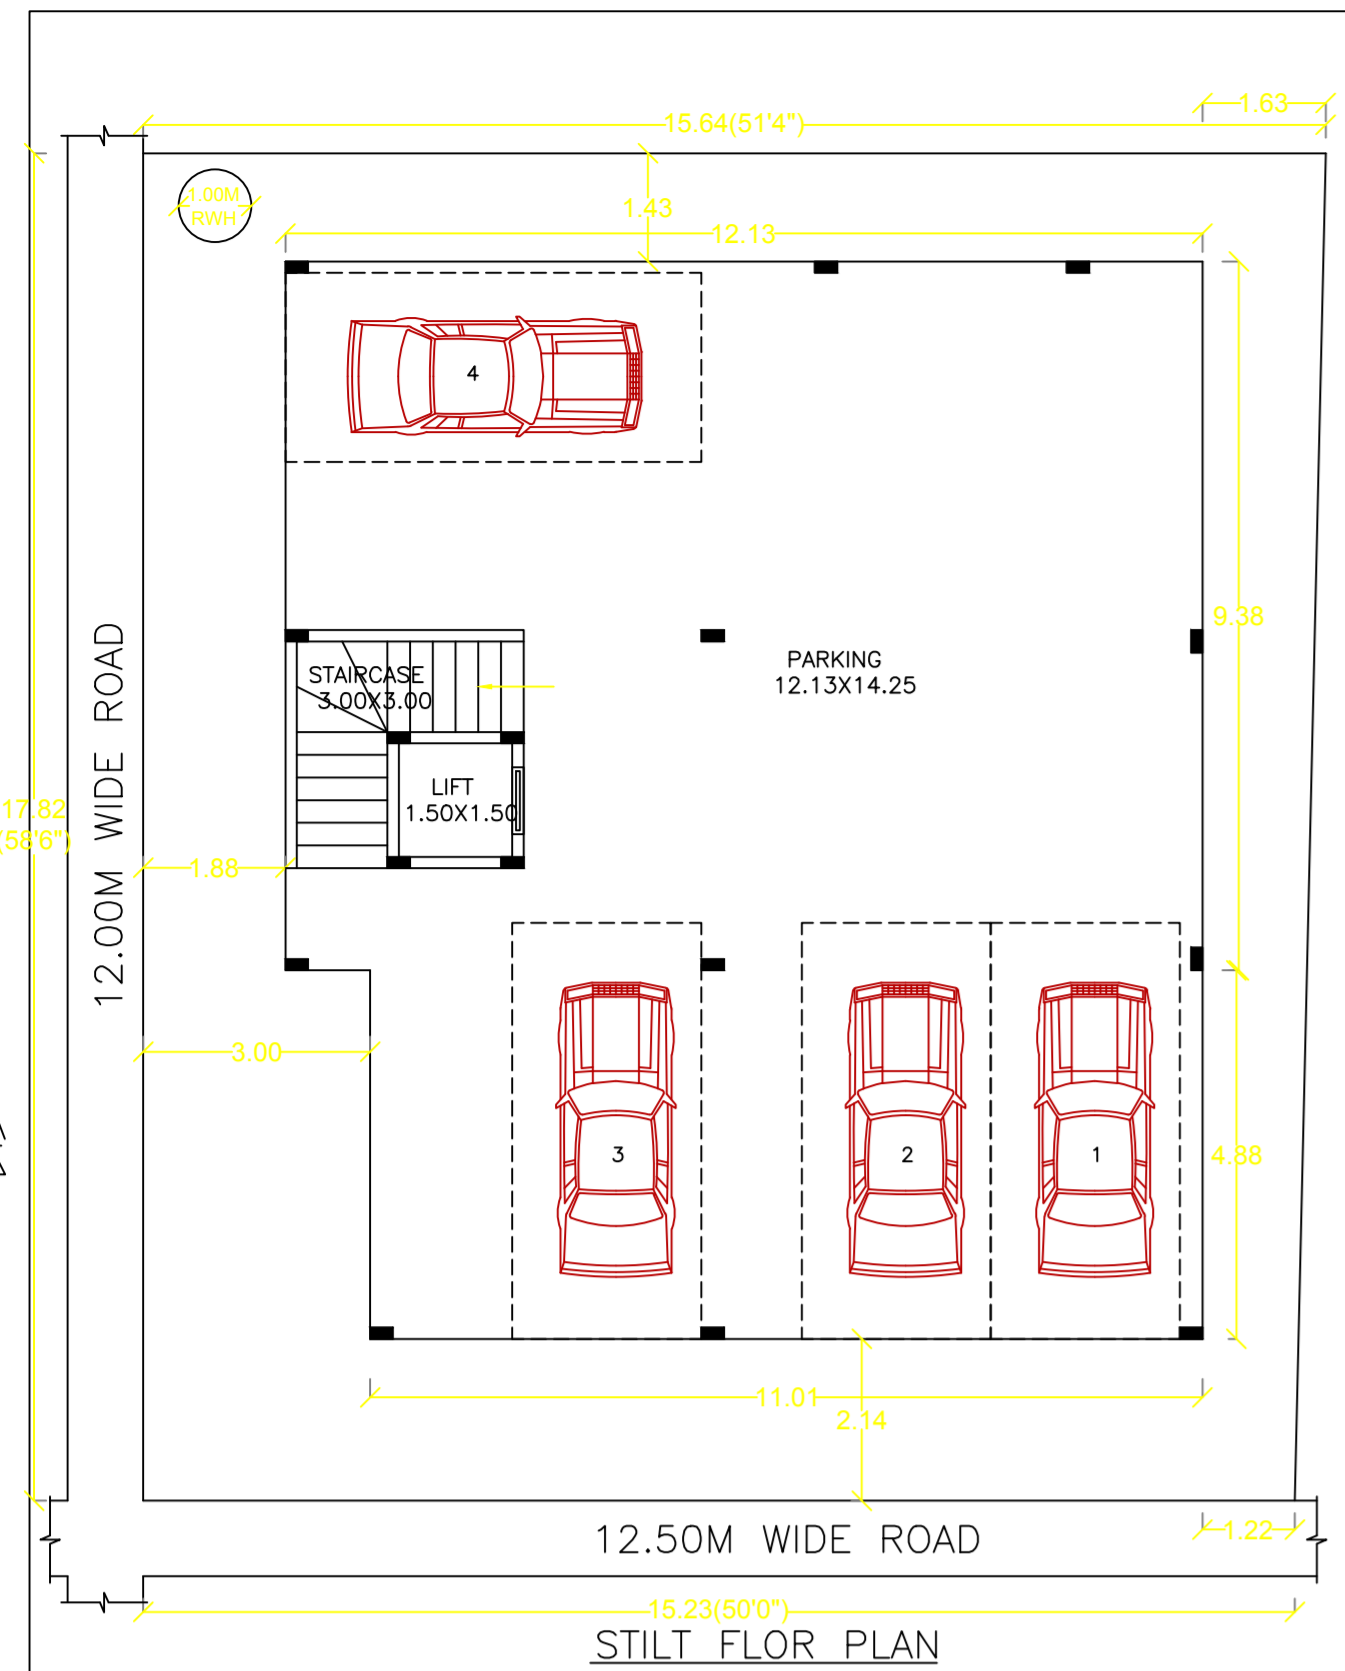 1.63
15.64(51'4")
1.00M
RWH
1.43
12.13
4
9.38
PARKING
12.13X14.25
STAIRCASE
3.00X3.00
LIFT
1.50X1.50
17.82
(58'6")
12.00M WIDE ROAD
1.88
3.00
3
2
1
4.88
11.01
2.14
12.50M WIDE ROAD
1.22
15.23(50'0")
STILT FLOR PLAN